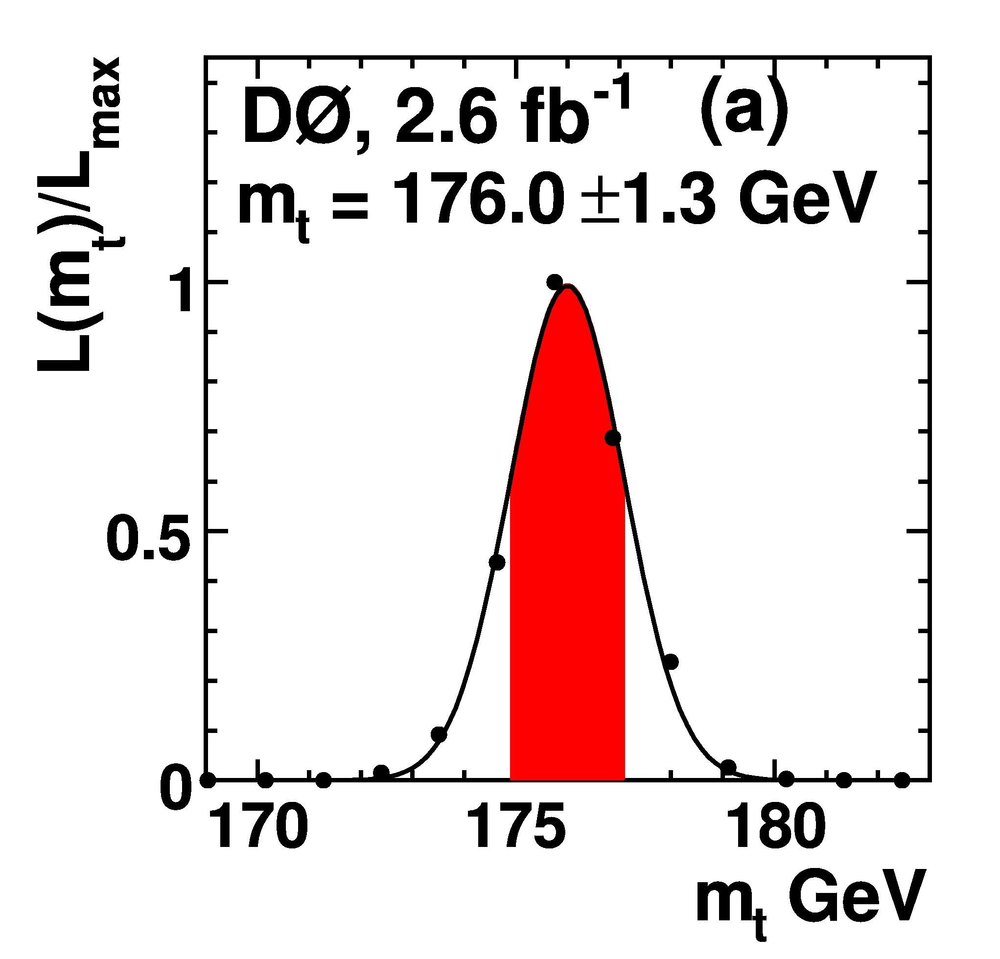 DØ, 2.6 fb⁻¹ (a)
mₜ = 176.0 ±1.3 GeV
L(mₜ)/Lₘₐₓ
1
0.5
0
170 175 180
mₜ GeV